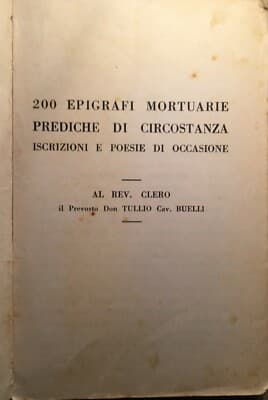 200 EPIGRAFI MORTUARIE
PREDICHE DI CIRCOSTANZA
ISCRIZIONI E POESIE DI OCCASIONE
AL REV. CLERO
il Prevosto Don TULLIO Cav. BUELLI